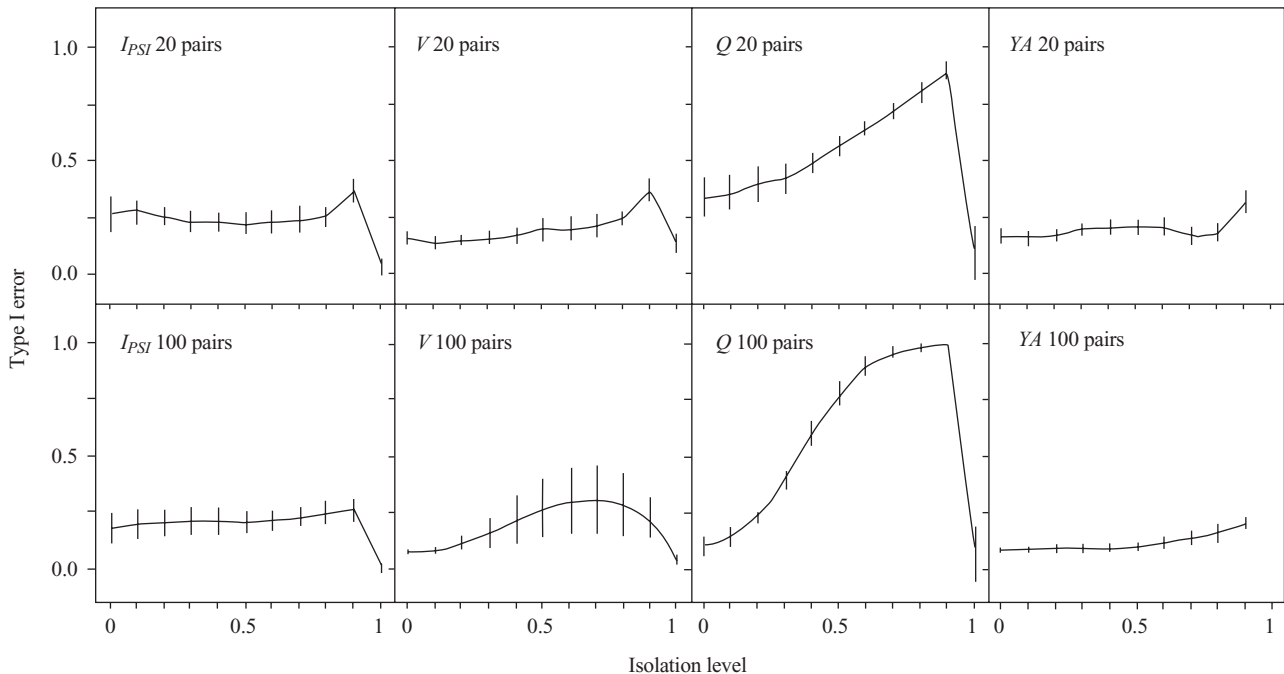 I_PSI 20 pairs
V 20 pairs
Q 20 pairs
YA 20 pairs
1.0
0.5
0.0
Type I error
I_PSI 100 pairs
V 100 pairs
Q 100 pairs
YA 100 pairs
1.0
0.5
0.0
0 0.5 1 0 0.5 1 0 0.5 1 0 0.5 1
Isolation level